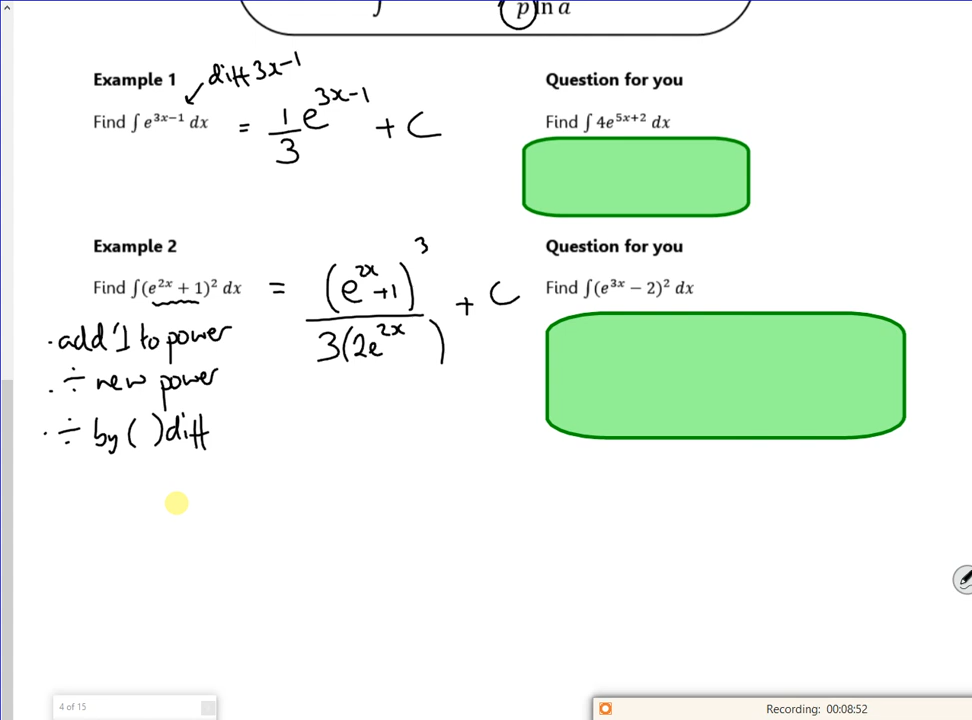 p ln a
Example 1
diff 3x-1
Question for you
Find ∫ e^{3x−1} dx = 1/3 e^{3x-1} + C
Find ∫ 4e^{5x+2} dx
Example 2
Question for you
Find ∫(e^{2x} + 1)² dx = (e^{2x}+1)³ / 3(2e^{2x}) + C
Find ∫(e^{3x} − 2)² dx
· add 1 to power
· ÷ new power
· ÷ by ( ) diff
4 of 15
Recording: 00:08:52